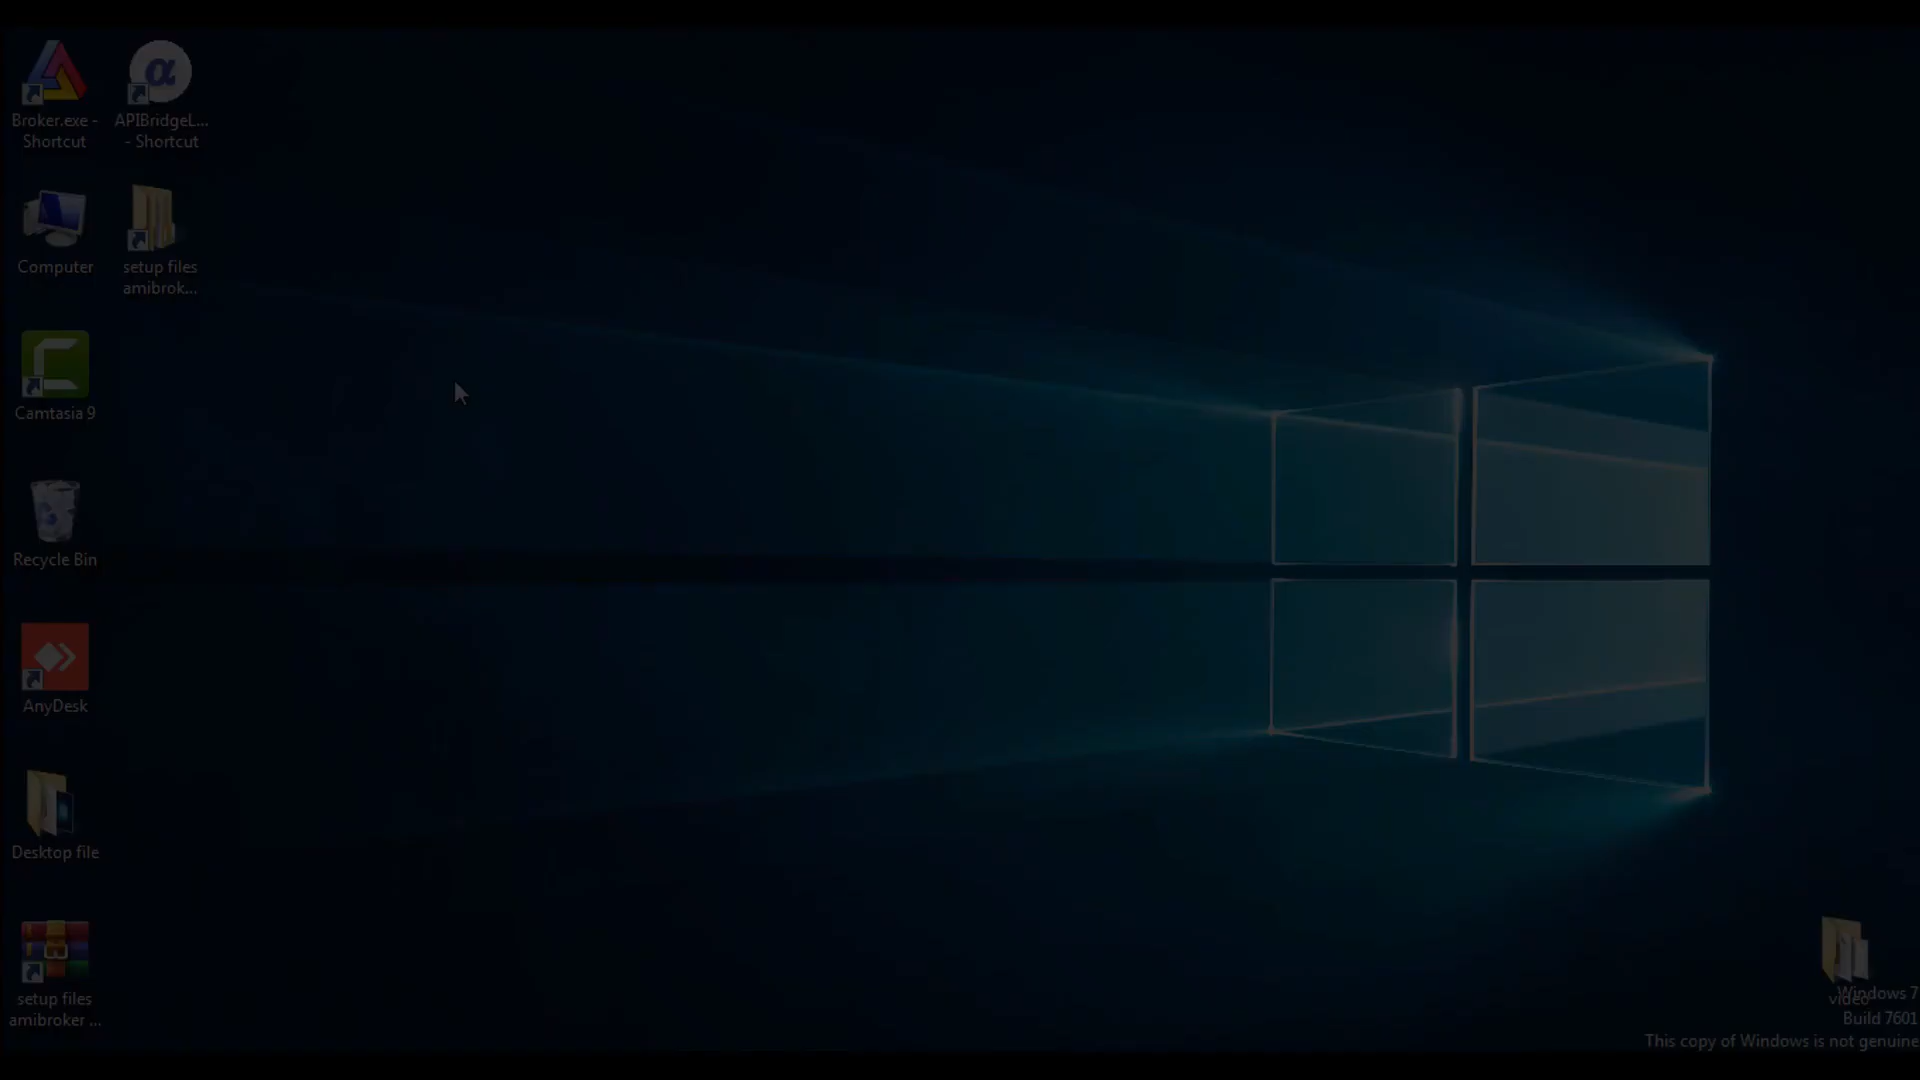 Broker.exe -
Shortcut
APIBridgeL...
- Shortcut
Computer
setup files
amibrok...
Camtasia 9
Recycle Bin
AnyDesk
Desktop file
setup files
amibroker ...
video
Windows 7
Build 7601
This copy of Windows is not genuine